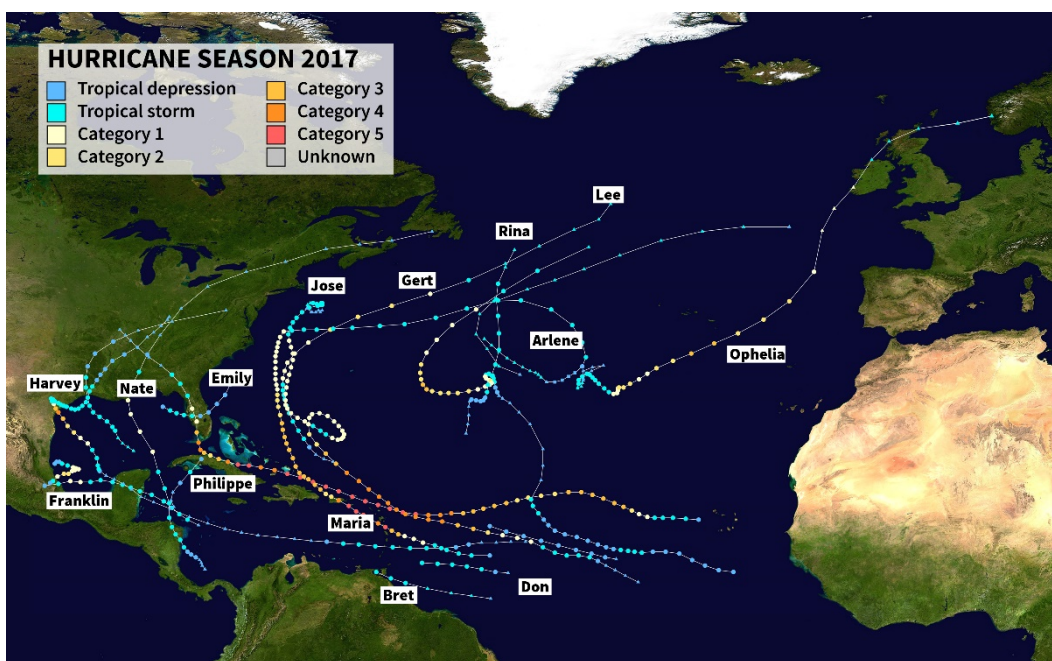 HURRICANE SEASON 2017
Tropical depression
Tropical storm
Category 1
Category 2
Category 3
Category 4
Category 5
Unknown
Lee
Rina
Gert
Jose
Arlene
Ophelia
Harvey
Nate
Emily
Franklin
Philippe
Maria
Don
Bret